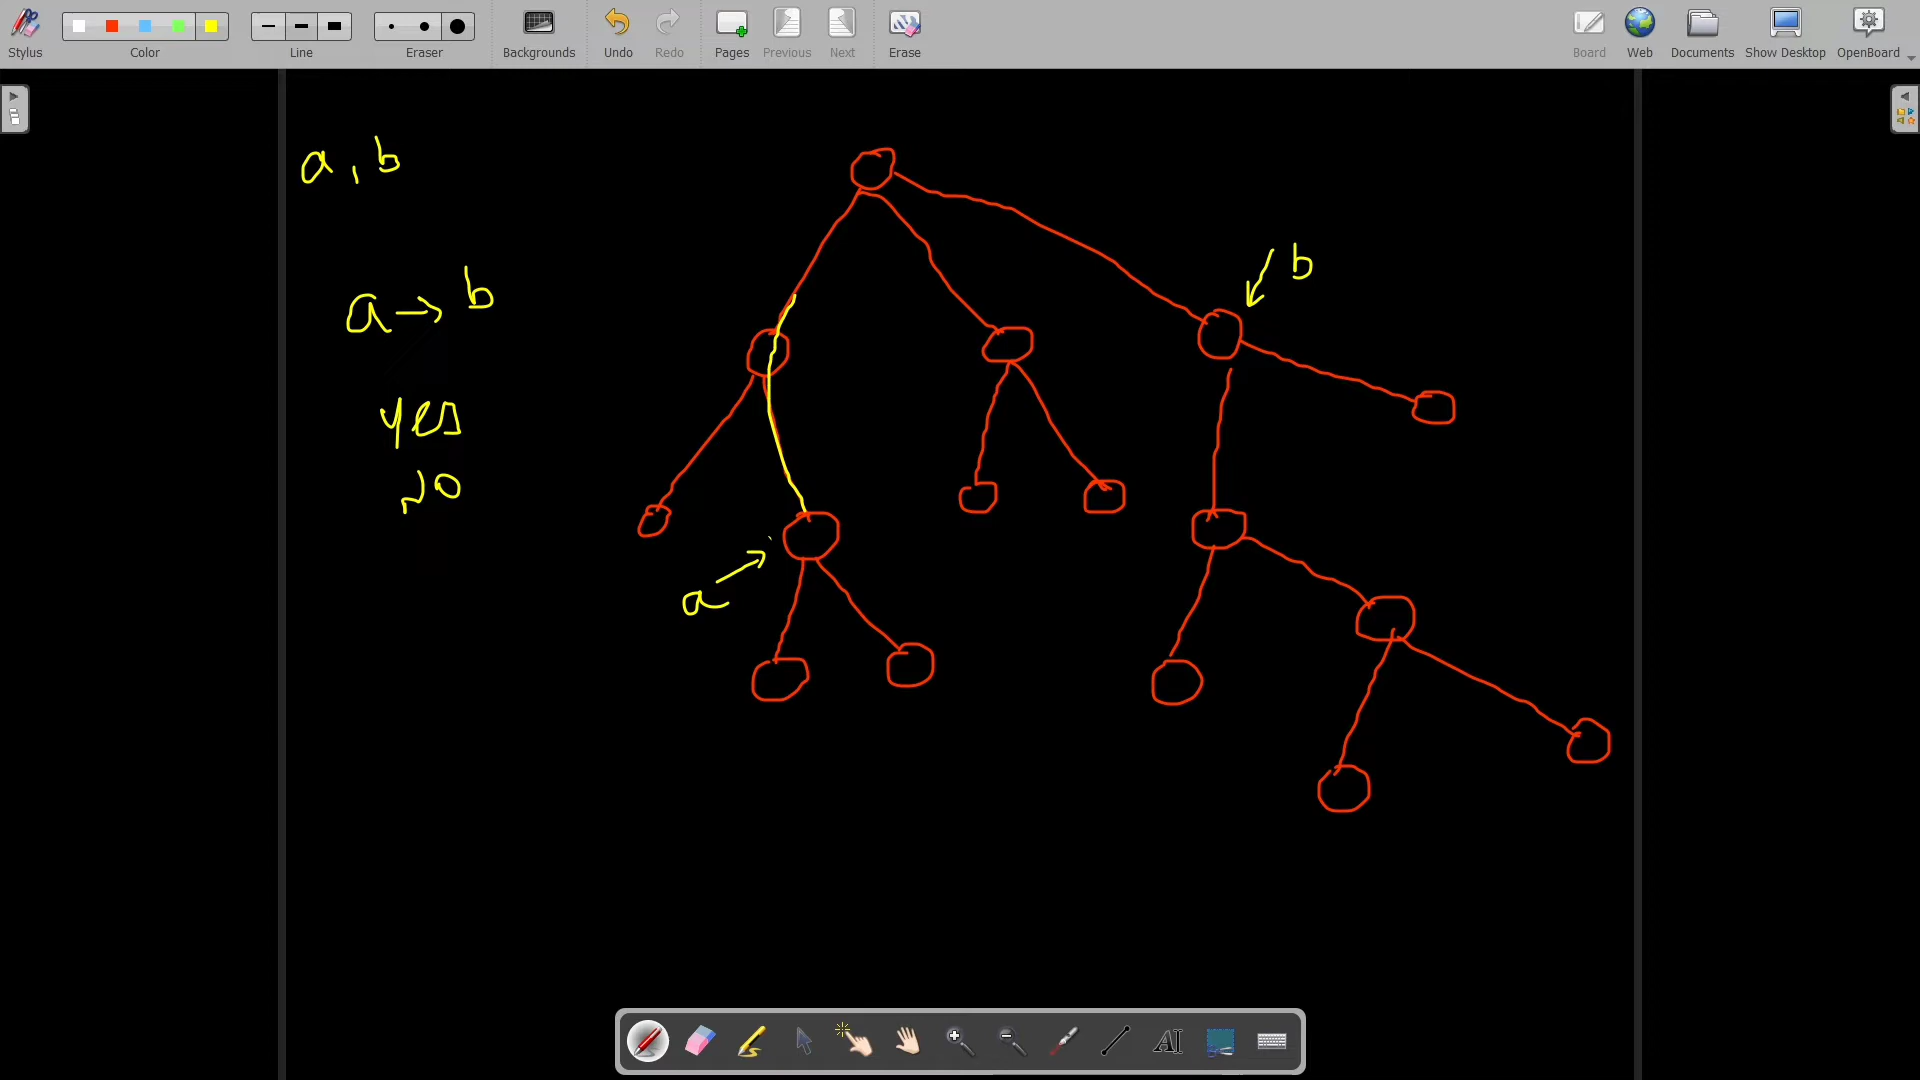 Stylus Color Line Eraser Backgrounds Undo Redo Pages Previous Next Erase Board Web Documents Show Desktop OpenBoard
a, b
b
a → b
yes
NO
a
AI